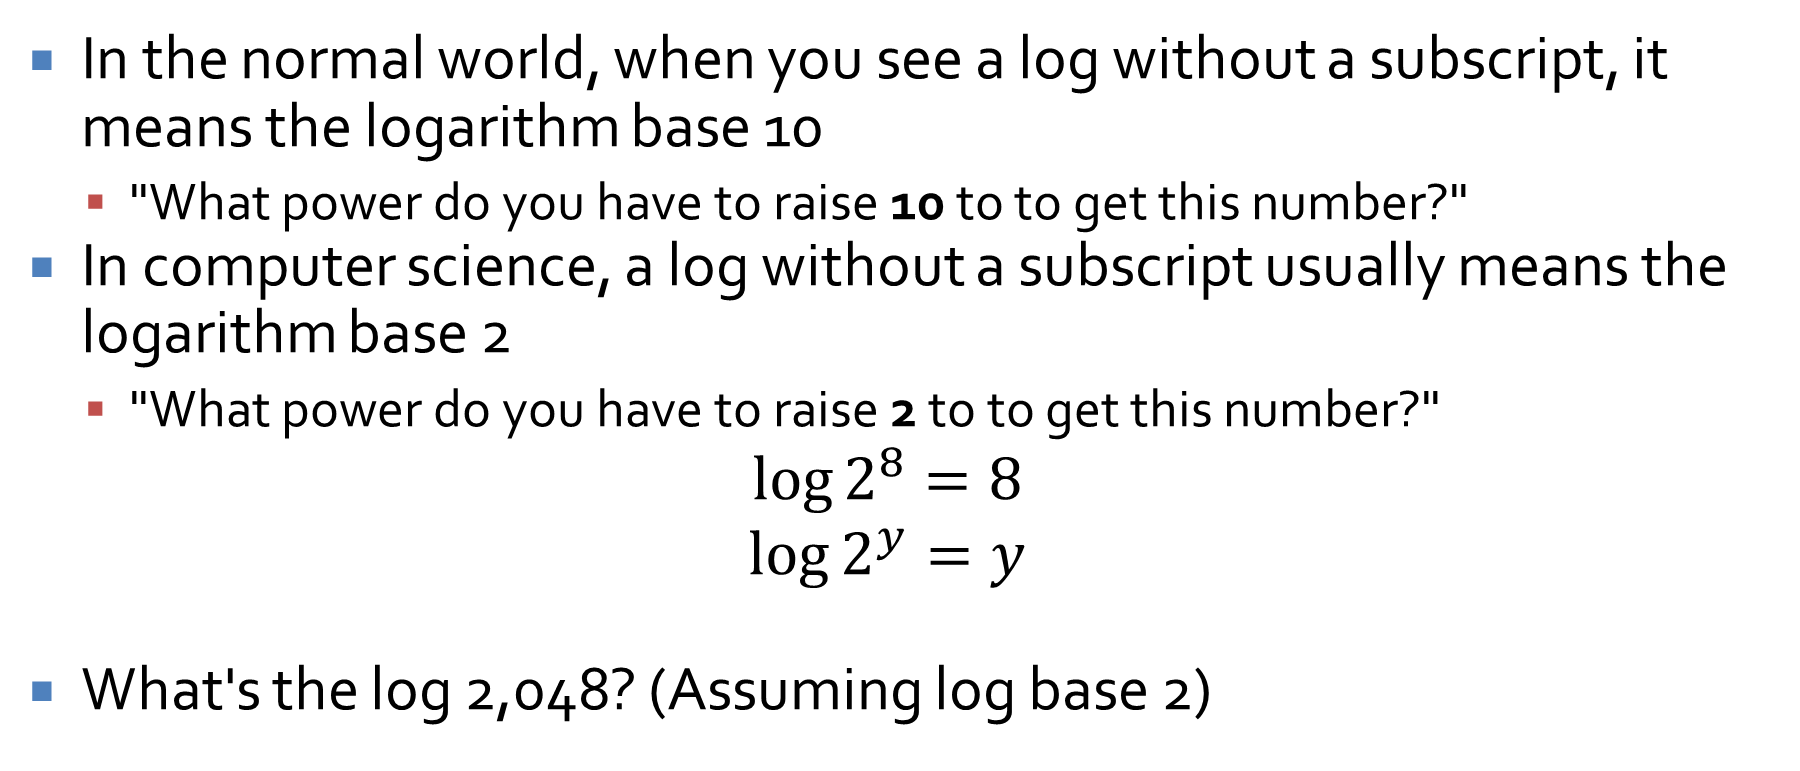 In the normal world, when you see a log without a subscript, it
means the logarithm base 10
"What power do you have to raise 10 to to get this number?"
In computer science, a log without a subscript usually means the
logarithm base 2
"What power do you have to raise 2 to to get this number?"
log 2⁸ = 8
log 2ʸ = y
What's the log 2,048? (Assuming log base 2)